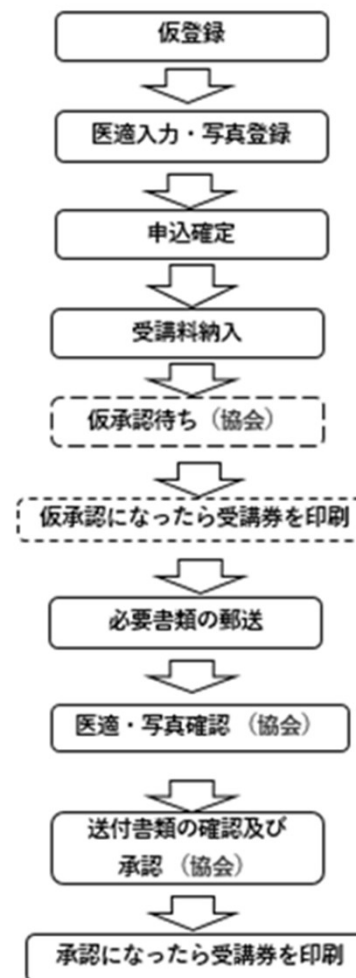 仮登録
医適入力・写真登録
申込確定
受講料納入
仮承認待ち（協会）
仮承認になったら受講券を印刷
必要書類の郵送
医適・写真確認（協会）
送付書類の確認及び
承認（協会）
承認になったら受講券を印刷